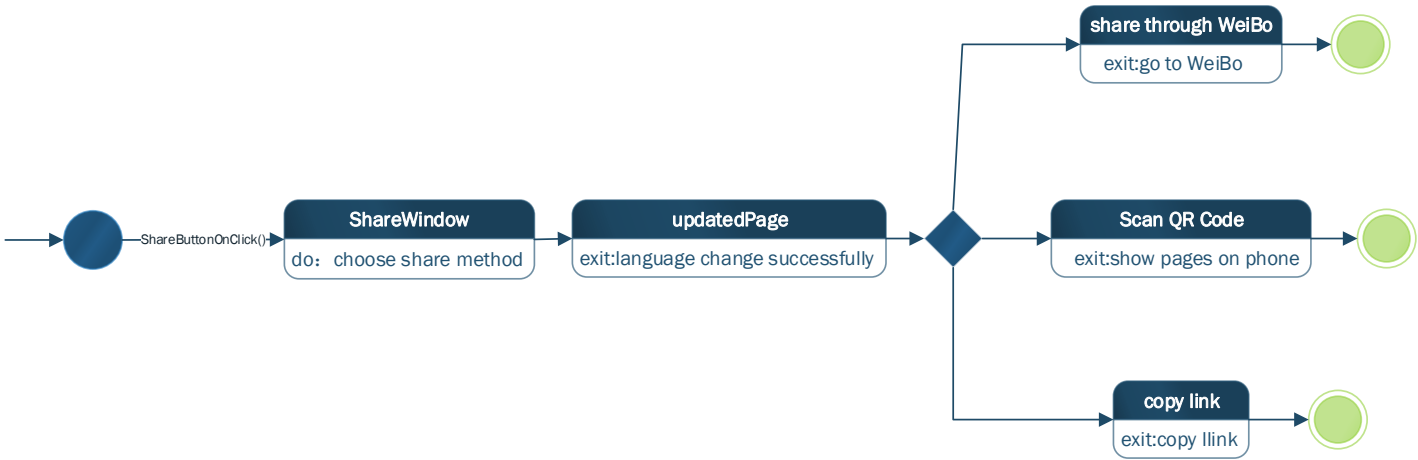 share through WeiBo
exit:go to WeiBo
ShareButtonOnClick()
ShareWindow
do：choose share method
updatedPage
exit:language change successfully
Scan QR Code
exit:show pages on phone
copy link
exit:copy llink